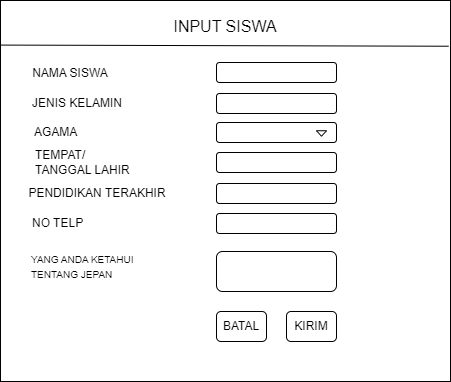 INPUT SISWA
NAMA SISWA
JENIS KELAMIN
AGAMA
TEMPAT/
TANGGAL LAHIR
PENDIDIKAN TERAKHIR
NO TELP
YANG ANDA KETAHUI
TENTANG JEPAN
BATAL KIRIM